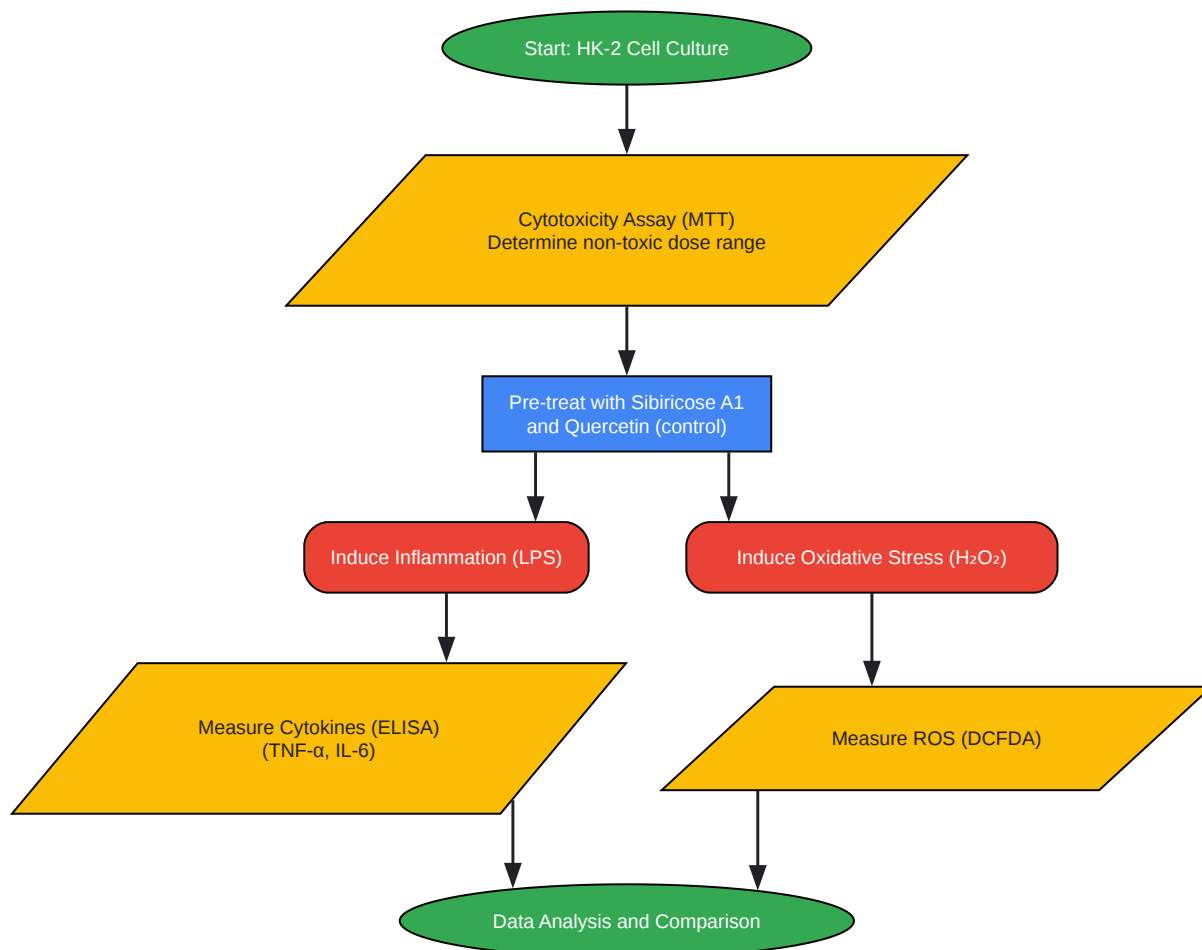 Start: HK-2 Cell Culture
Cytotoxicity Assay (MTT)
Determine non-toxic dose range
Pre-treat with Sibiricose A1
and Quercetin (control)
Induce Inflammation (LPS)
Induce Oxidative Stress (H₂O₂)
Measure Cytokines (ELISA)
(TNF-α, IL-6)
Measure ROS (DCFDA)
Data Analysis and Comparison